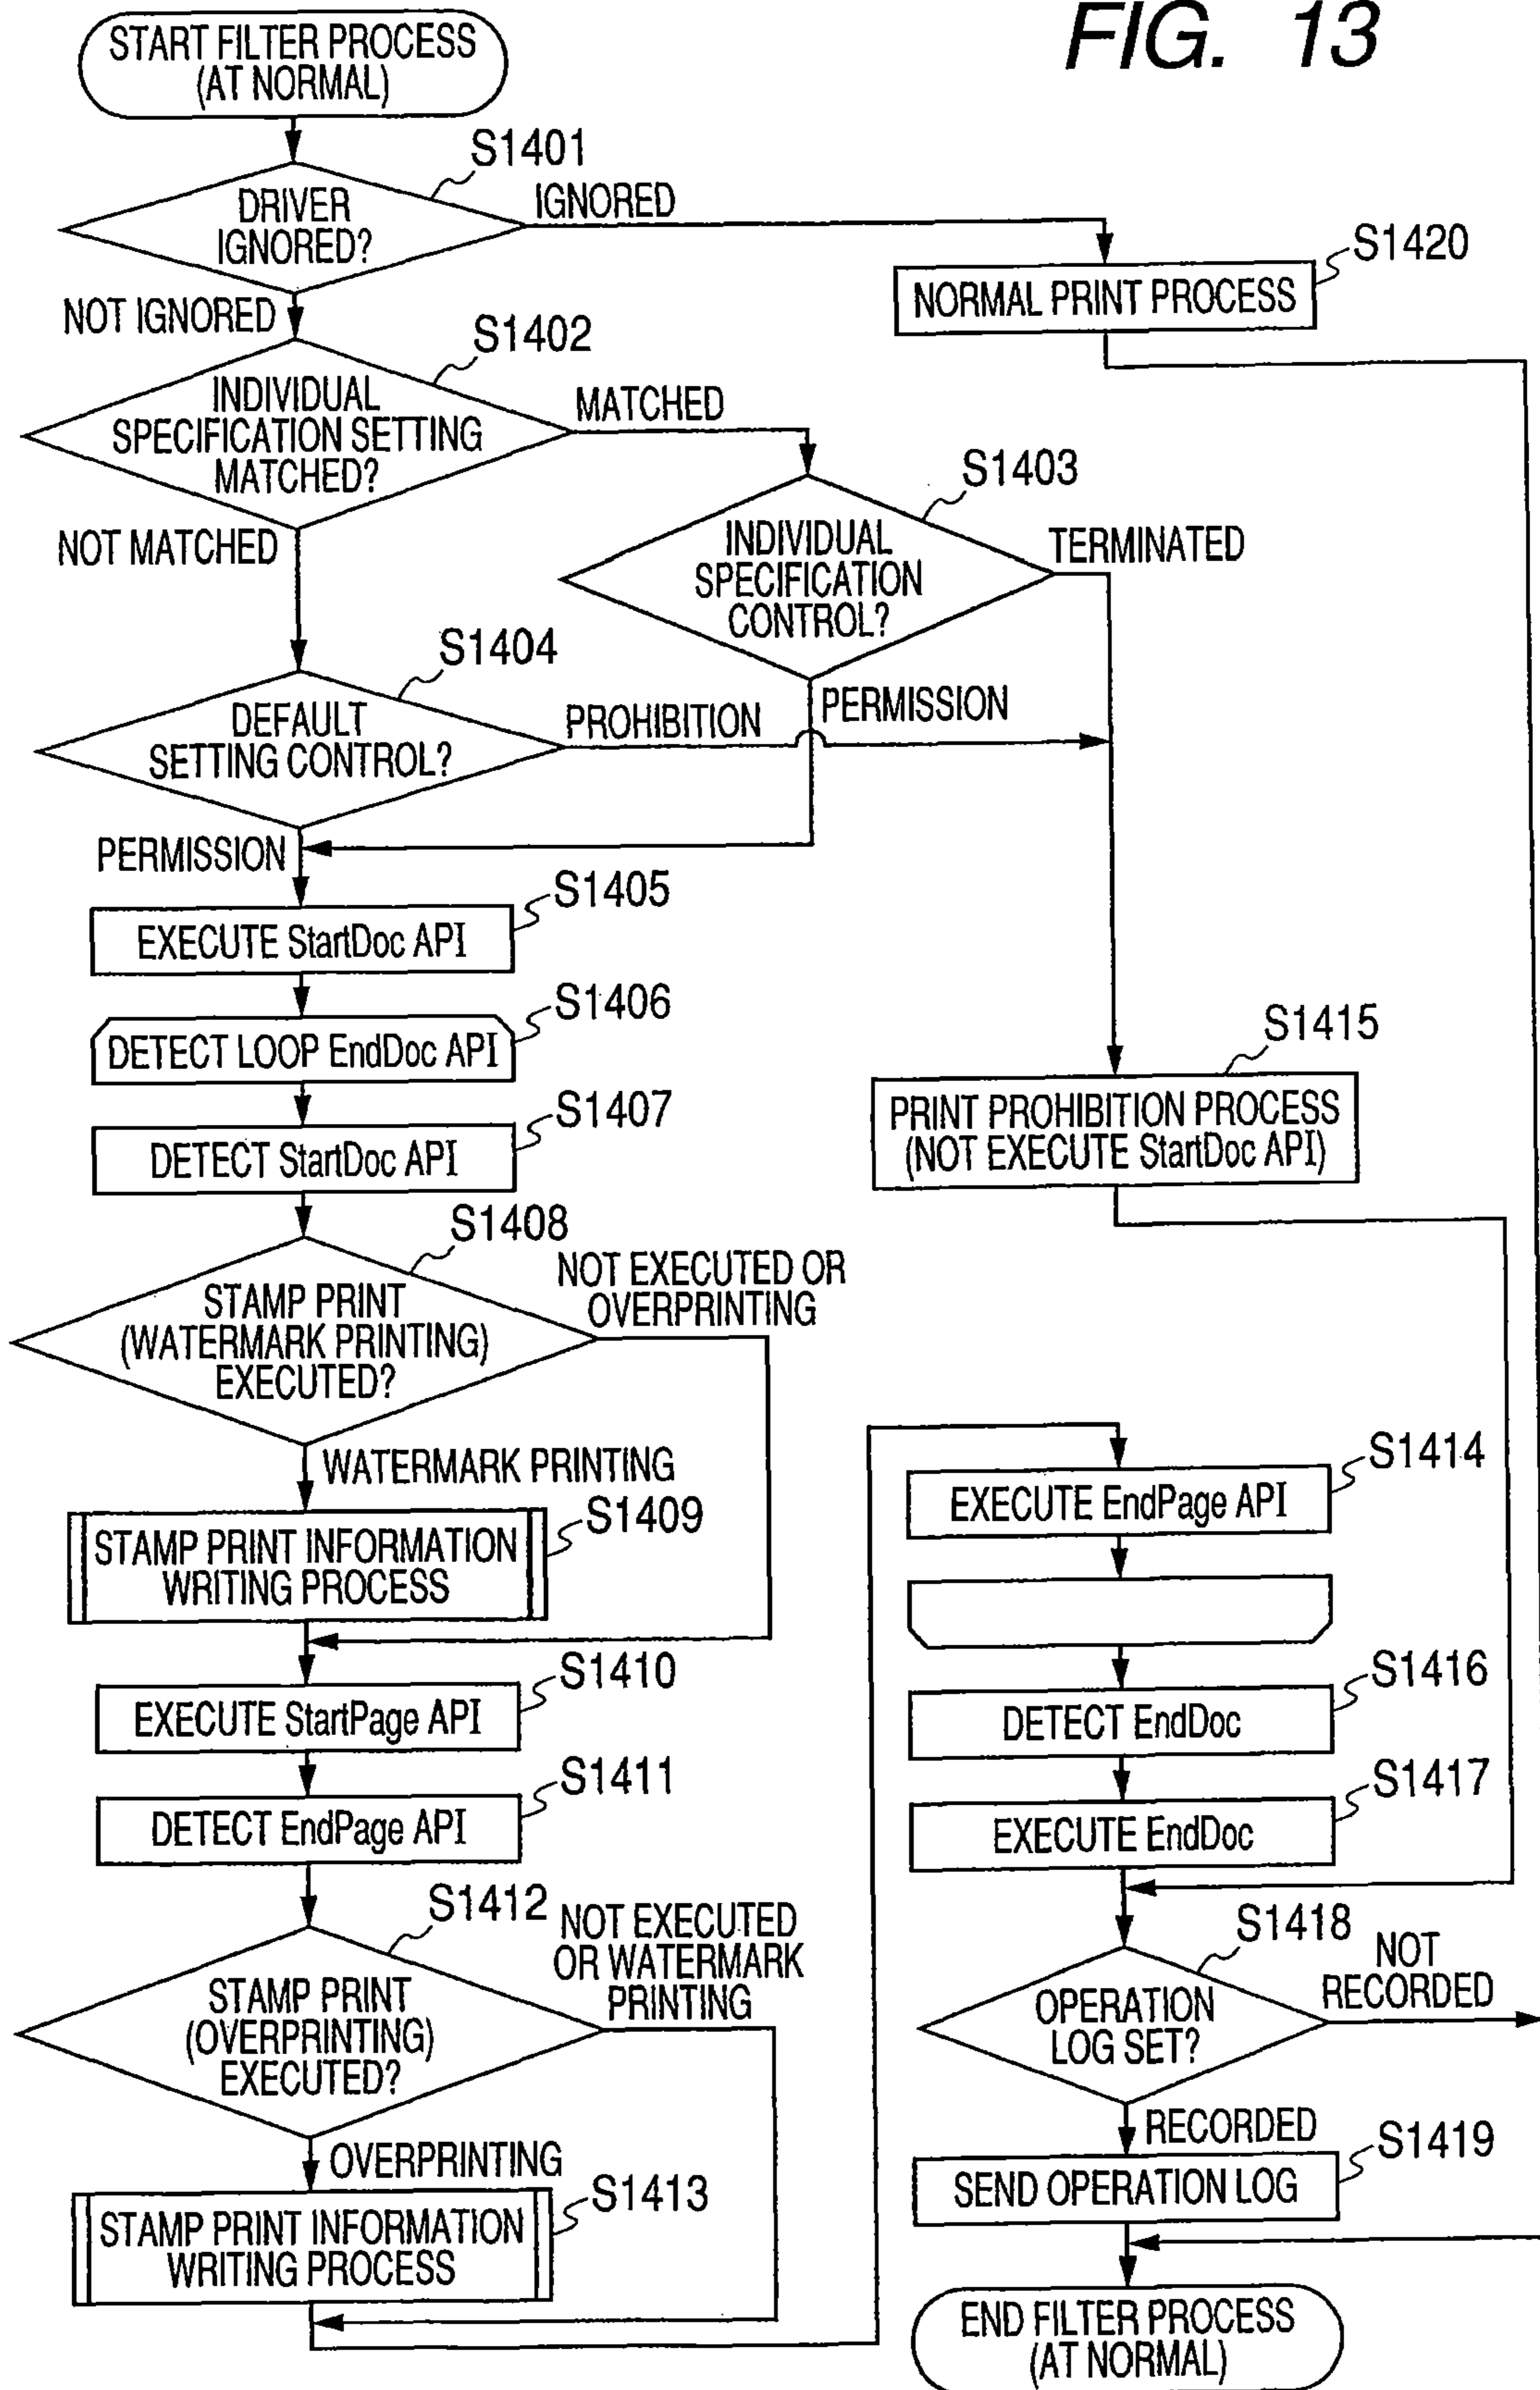 FIG. 13
START FILTER PROCESS
(AT NORMAL)
S1401
DRIVER
IGNORED?
IGNORED
S1420
NORMAL PRINT PROCESS
NOT IGNORED
S1402
INDIVIDUAL
SPECIFICATION SETTING
MATCHED?
MATCHED
S1403
INDIVIDUAL
SPECIFICATION
CONTROL?
TERMINATED
NOT MATCHED
S1404
DEFAULT
SETTING CONTROL?
PROHIBITION
PERMISSION
PERMISSION
S1405
EXECUTE StartDoc API
S1406
DETECT LOOP EndDoc API
S1407
DETECT StartDoc API
S1415
PRINT PROHIBITION PROCESS
(NOT EXECUTE StartDoc API)
S1408
STAMP PRINT
(WATERMARK PRINTING)
EXECUTED?
NOT EXECUTED OR
OVERPRINTING
WATERMARK PRINTING
S1409
STAMP PRINT INFORMATION
WRITING PROCESS
S1410
EXECUTE StartPage API
S1411
DETECT EndPage API
S1412
STAMP PRINT
(OVERPRINTING)
EXECUTED?
NOT EXECUTED
OR WATERMARK
PRINTING
OVERPRINTING
S1413
STAMP PRINT INFORMATION
WRITING PROCESS
S1414
EXECUTE EndPage API
S1416
DETECT EndDoc
S1417
EXECUTE EndDoc
S1418
OPERATION
LOG SET?
NOT
RECORDED
RECORDED
S1419
SEND OPERATION LOG
END FILTER PROCESS
(AT NORMAL)